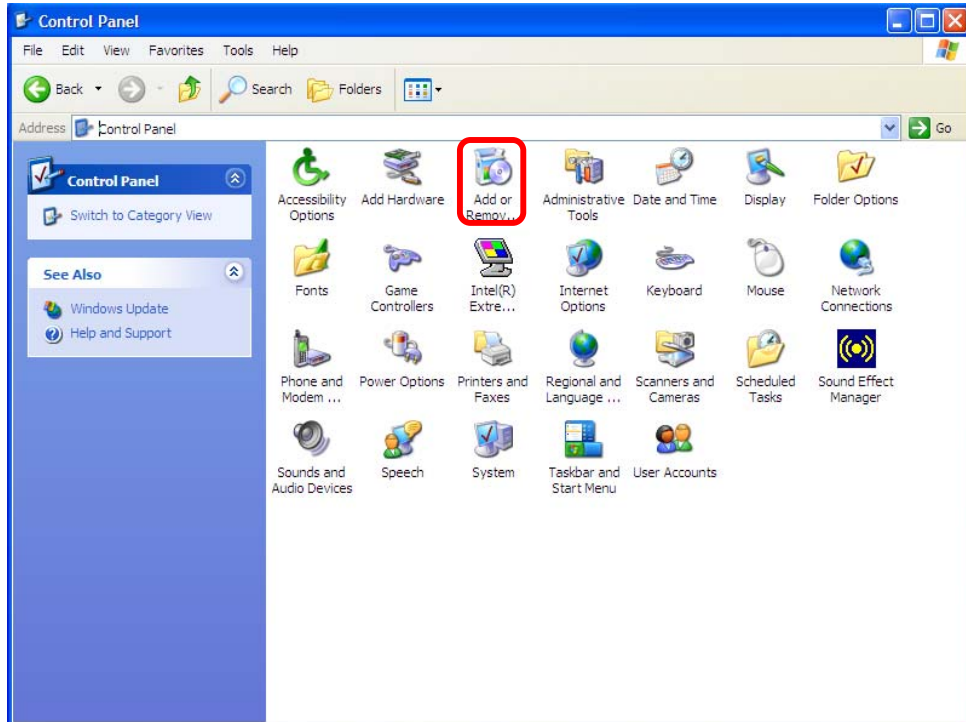 Control Panel
File Edit View Favorites Tools Help
Back Search Folders
Address Control Panel Go
Control Panel
Switch to Category View
See Also
Windows Update
Help and Support
Accessibility Options
Add Hardware
Add or Remov...
Administrative Tools
Date and Time
Display
Folder Options
Fonts
Game Controllers
Intel(R) Extre...
Internet Options
Keyboard
Mouse
Network Connections
Phone and Modem ...
Power Options
Printers and Faxes
Regional and Language ...
Scanners and Cameras
Scheduled Tasks
Sound Effect Manager
Sounds and Audio Devices
Speech
System
Taskbar and Start Menu
User Accounts